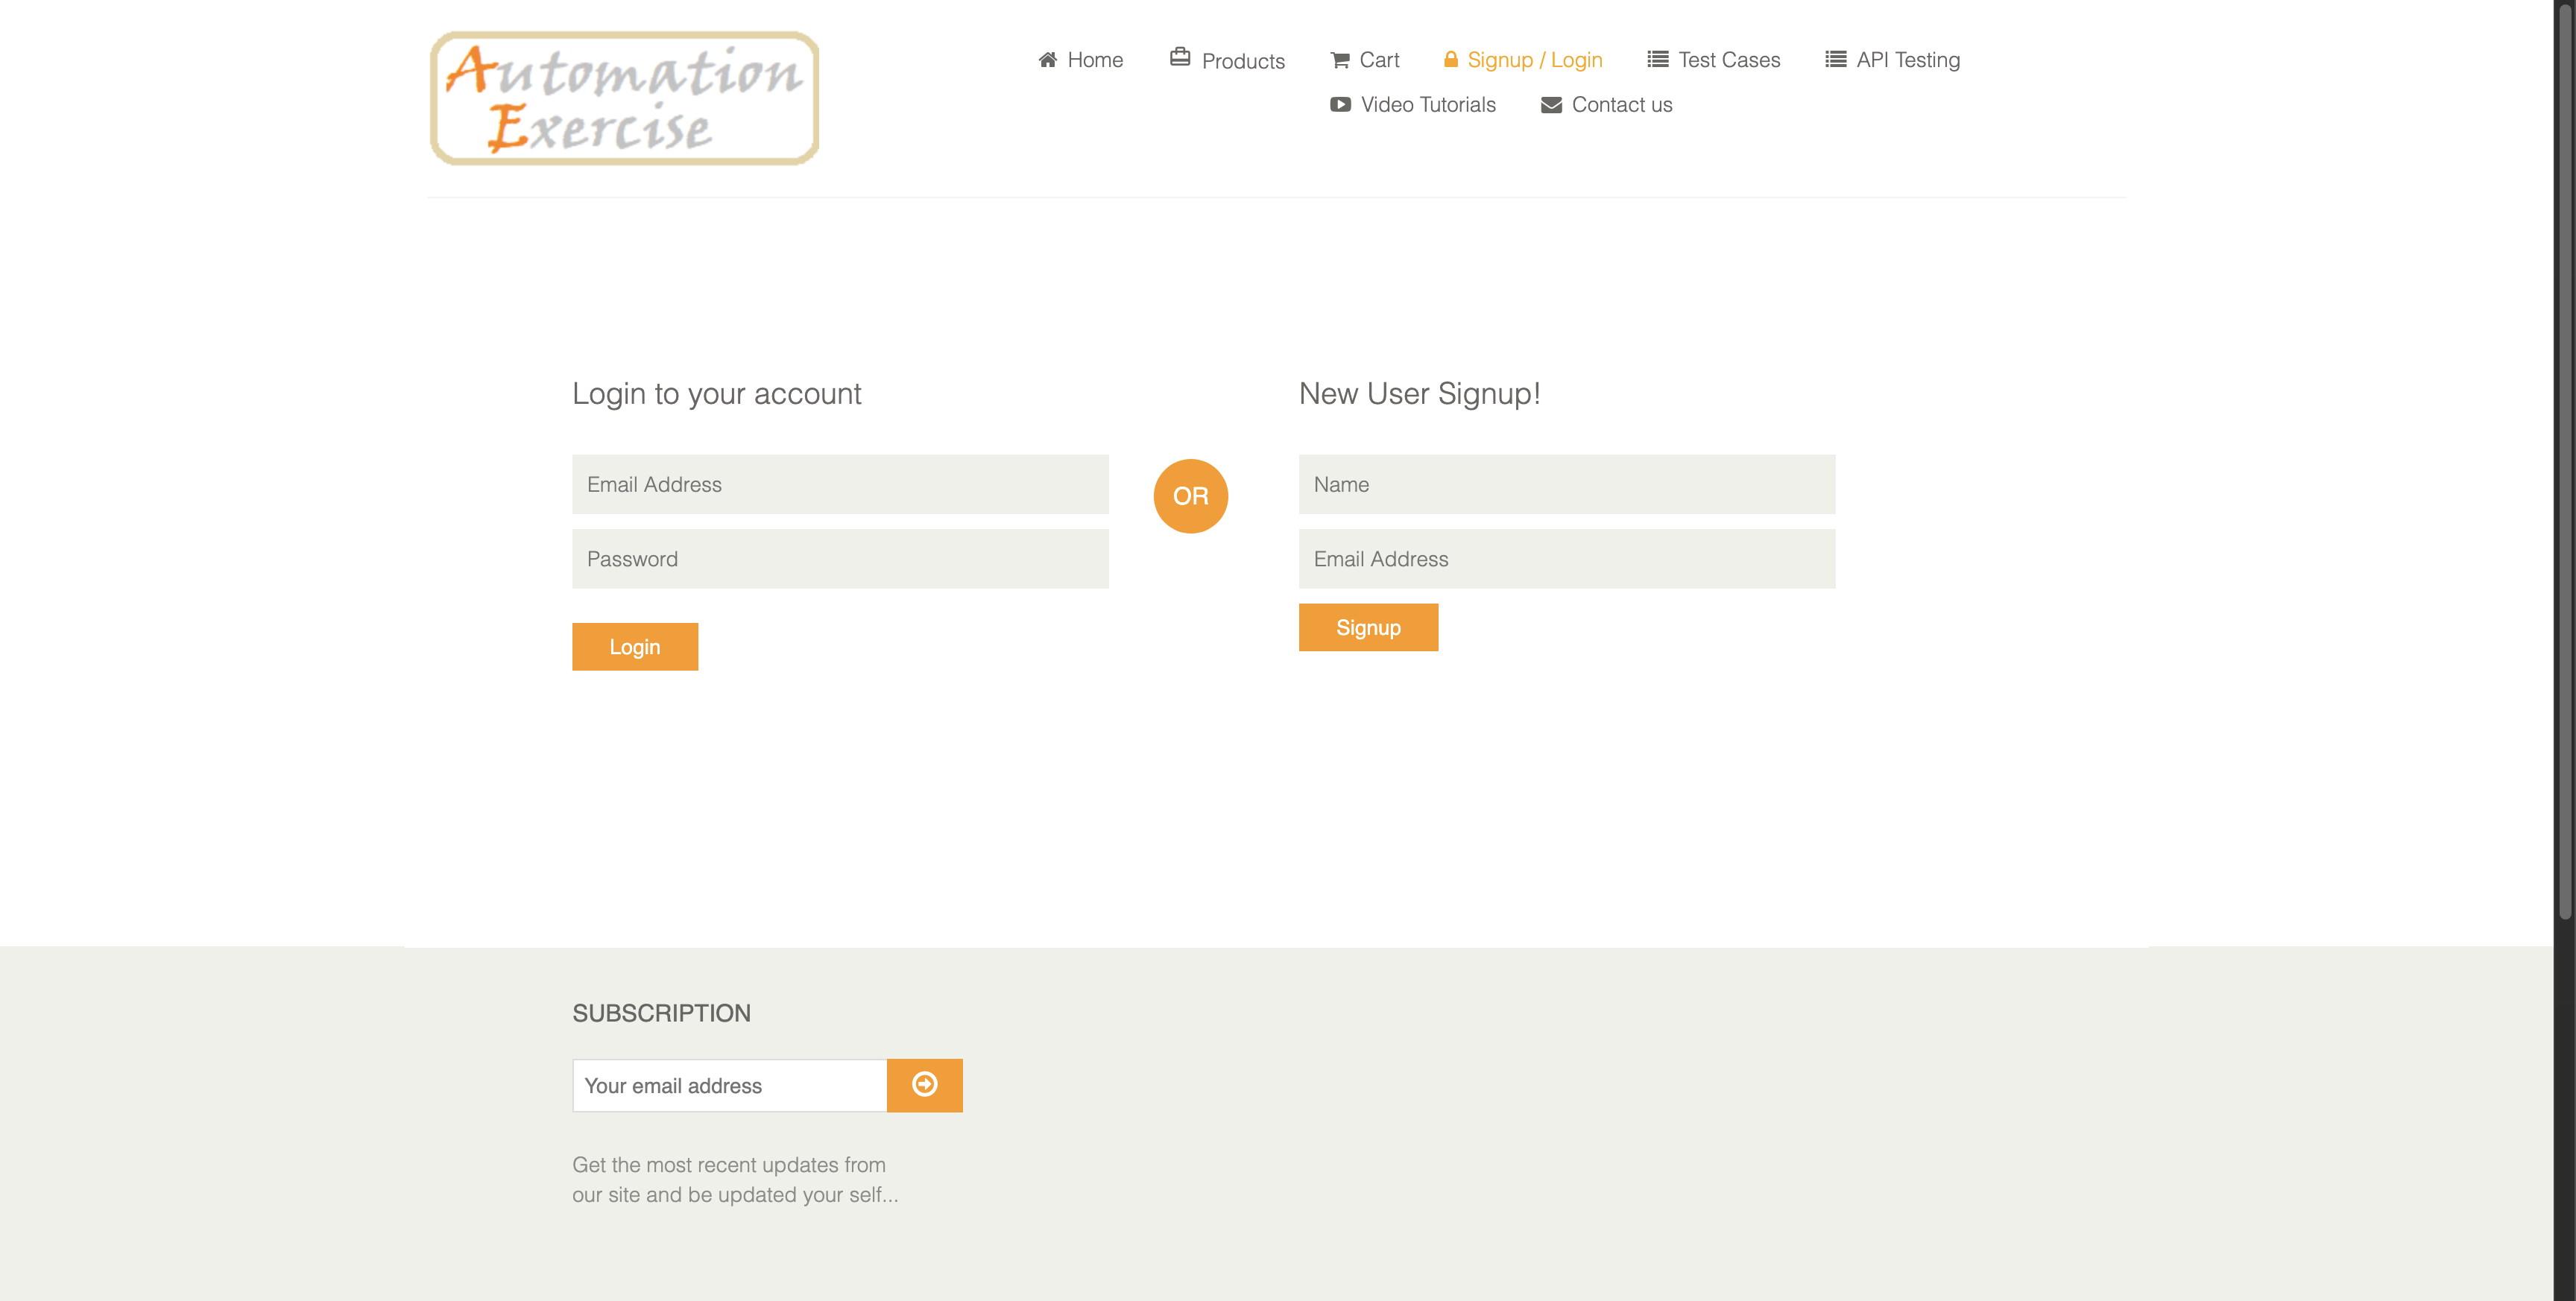 Automation
Exercise
Home
Products
Cart
Signup / Login
Test Cases
API Testing
Video Tutorials
Contact us
Login to your account
Email Address
Password
Login
OR
New User Signup!
Name
Email Address
Signup
SUBSCRIPTION
Your email address
Get the most recent updates from
our site and be updated your self...